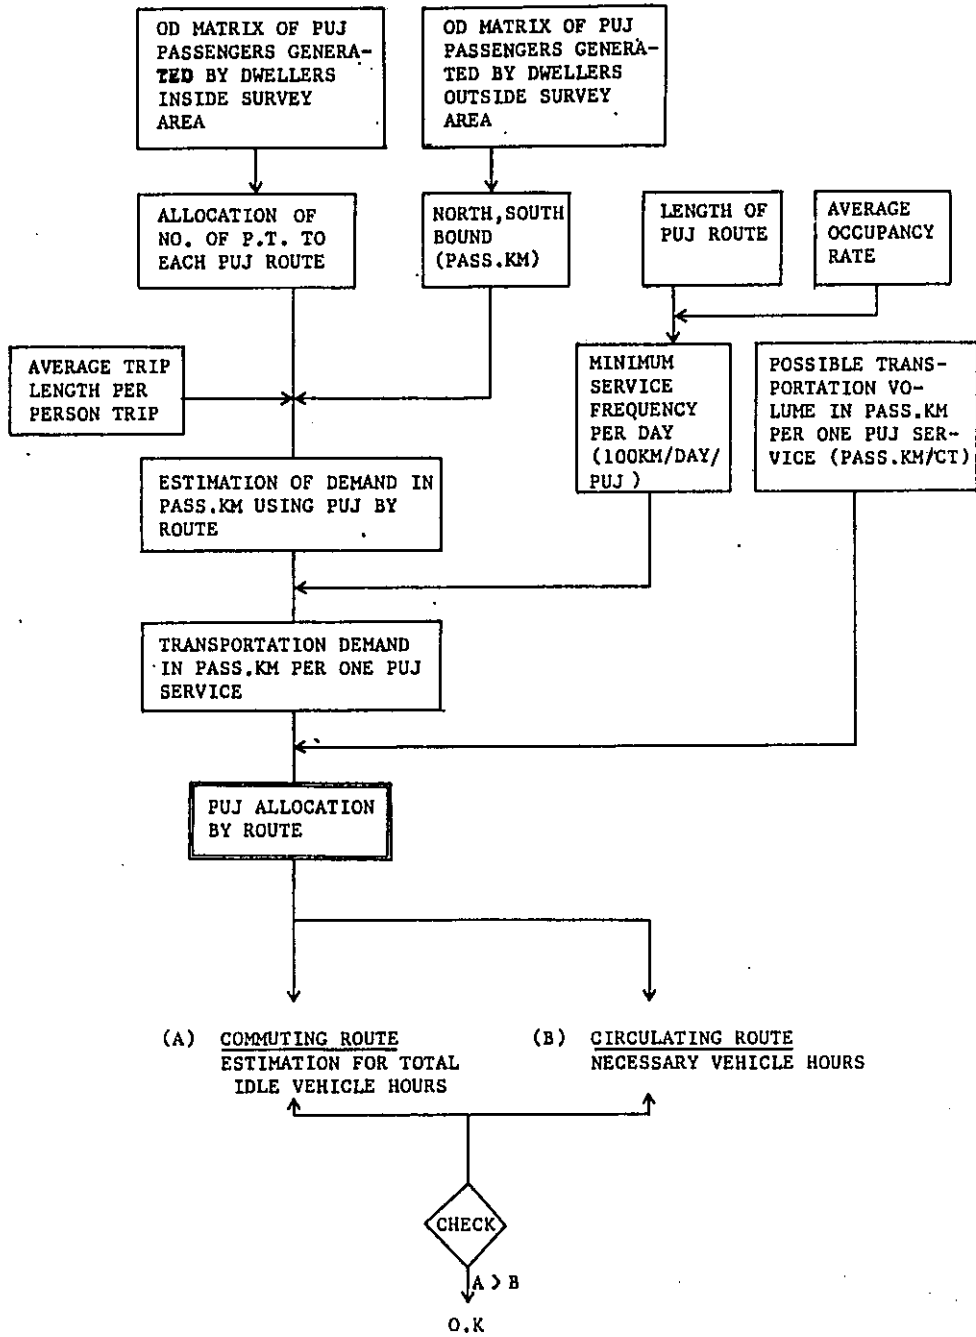 OD MATRIX OF PUJ
PASSENGERS GENERA-
TED BY DWELLERS
INSIDE SURVEY
AREA
OD MATRIX OF PUJ
PASSENGERS GENERA-
TED BY DWELLERS
OUTSIDE SURVEY
AREA
ALLOCATION OF
NO. OF P.T. TO
EACH PUJ ROUTE
NORTH, SOUTH
BOUND
(PASS.KM)
LENGTH OF
PUJ ROUTE
AVERAGE
OCCUPANCY
RATE
AVERAGE TRIP
LENGTH PER
PERSON TRIP
MINIMUM
SERVICE
FREQUENCY
PER DAY
(100KM/DAY/
PUJ)
POSSIBLE TRANS-
PORTATION VO-
LUME IN PASS.KM
PER ONE PUJ SER-
VICE (PASS.KM/CT)
ESTIMATION OF DEMAND IN
PASS.KM USING PUJ BY
ROUTE
TRANSPORTATION DEMAND
IN PASS.KM PER ONE PUJ
SERVICE
PUJ ALLOCATION
BY ROUTE
(A) COMMUTING ROUTE
ESTIMATION FOR TOTAL
IDLE VEHICLE HOURS
(B) CIRCULATING ROUTE
NECESSARY VEHICLE HOURS
CHECK
A > B
O.K